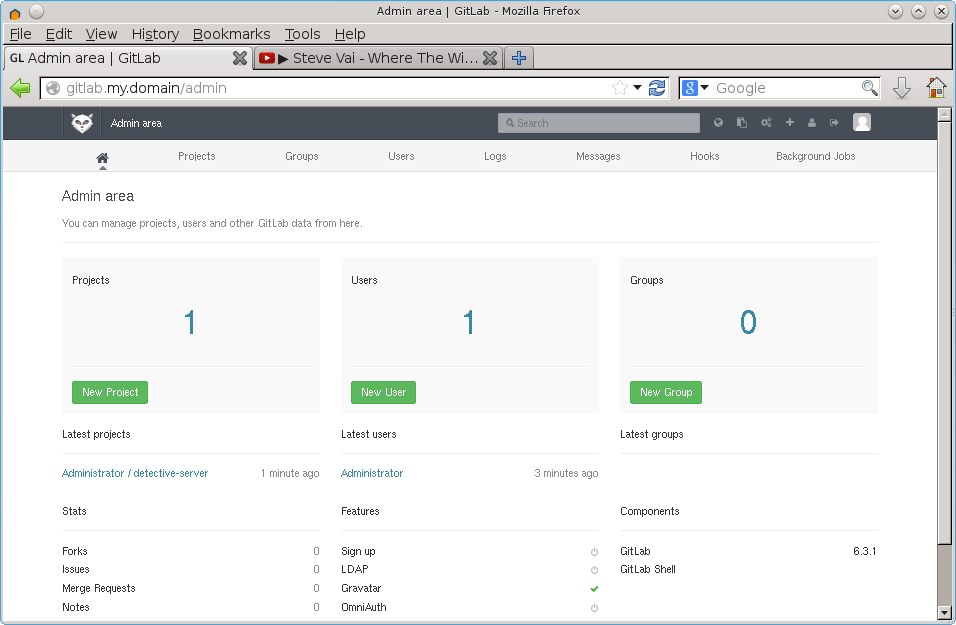 Admin area | GitLab - Mozilla Firefox
File Edit View History Bookmarks Tools Help
GL Admin area | GitLab ▶ Steve Vai - Where The Wi...
gitlab.my.domain/admin 8 Google
Admin area Search
Projects Groups Users Logs Messages Hooks Background Jobs
Admin area
You can manage projects, users and other GitLab data from here.
Projects Users Groups
1 1 0
New Project New User New Group
Latest projects Latest users Latest groups
Administrator / detective-server 1 minute ago Administrator 3 minutes ago
Stats Features Components
Forks 0 Sign up GitLab 6.3.1
Issues 0 LDAP GitLab Shell
Merge Requests 0 Gravatar
Notes 0 OmniAuth